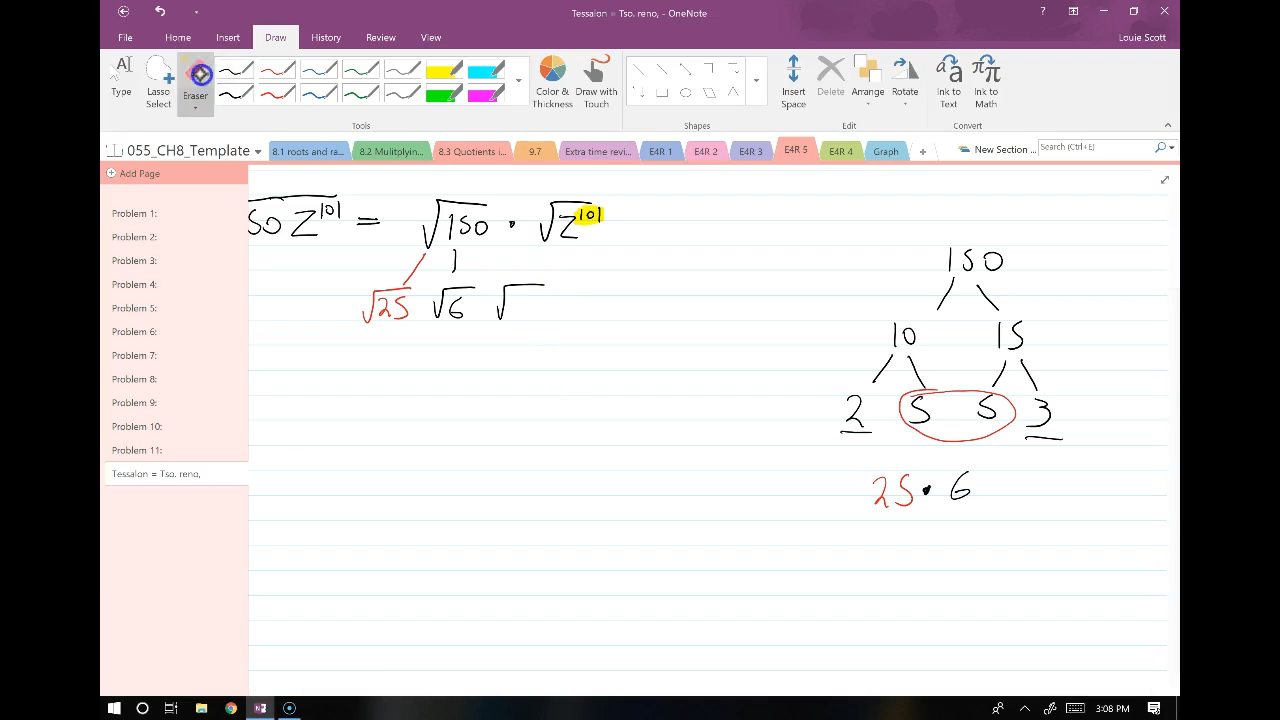 Tessalon = Tso. reno, - OneNote
?
File Home Insert Draw History Review View Louie Scott
Type Lasso Select Eraser Color & Thickness Draw with Touch Insert Space Delete Arrange Rotate Ink to Text Ink to Math
Tools Shapes Edit Convert
055_CH8_Template 8.1 roots and ra... 8.2 Mulitplying... 8.3 Quotients i... 9.7 Extra time revi... E4R 1 E4R 2 E4R 3 E4R 5 E4R 4 Graph + New Section ... Search (Ctrl+E)
Add Page
Problem 1:
Problem 2:
Problem 3:
Problem 4:
Problem 5:
Problem 6:
Problem 7:
Problem 8:
Problem 9:
Problem 10:
Problem 11:
Tessalon = Tso. reno,
50 Z^101 = √150 · √Z^101
√25 √6 √
150
10 15
2 5 5 3
25 · 6
3:08 PM